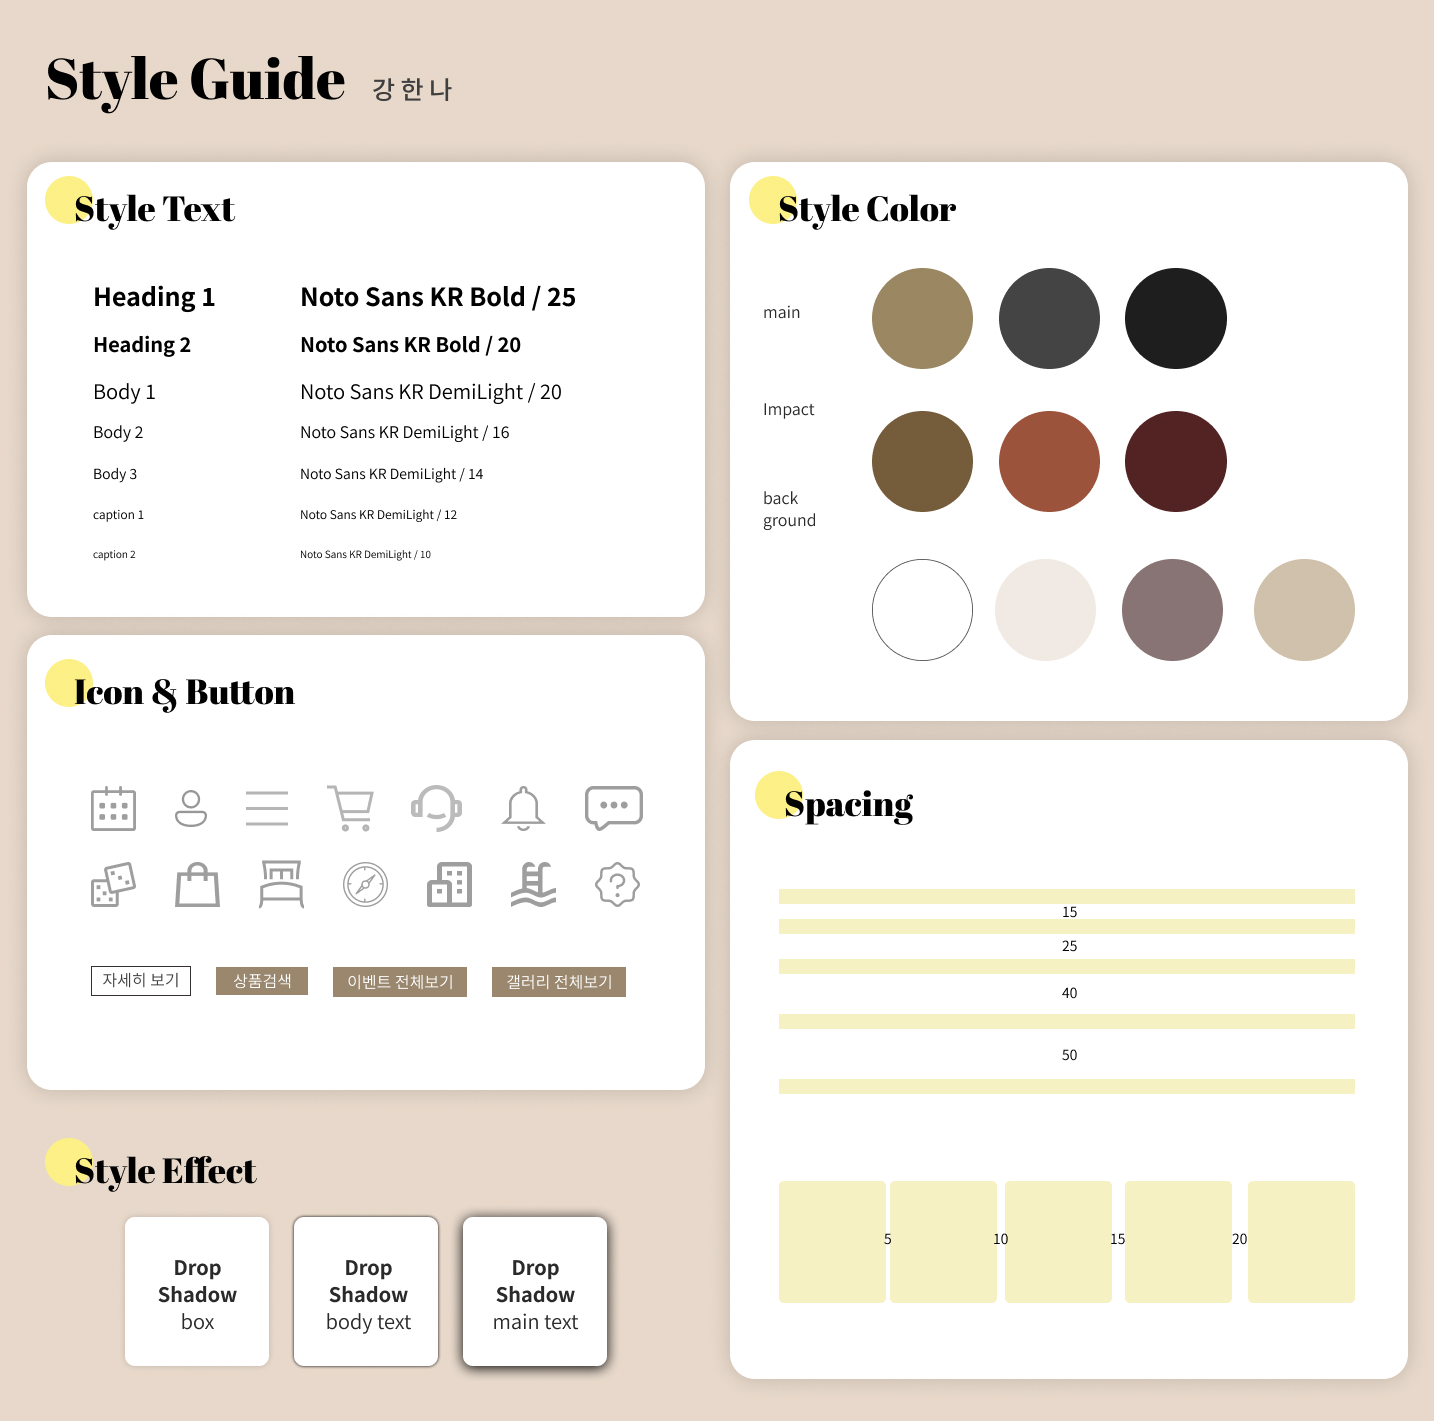 Style Guide 강한나
Style Text
Heading 1 Noto Sans KR Bold / 25
Heading 2 Noto Sans KR Bold / 20
Body 1 Noto Sans KR DemiLight / 20
Body 2 Noto Sans KR DemiLight / 16
Body 3 Noto Sans KR DemiLight / 14
caption 1 Noto Sans KR DemiLight / 12
caption 2 Noto Sans KR DemiLight / 10
Style Color
main
Impact
back
ground
Icon & Button
자세히 보기
상품검색
이벤트 전체보기
갤러리 전체보기
Spacing
15
25
40
50
5 10 15 20
Style Effect
Drop
Shadow
box
Drop
Shadow
body text
Drop
Shadow
main text